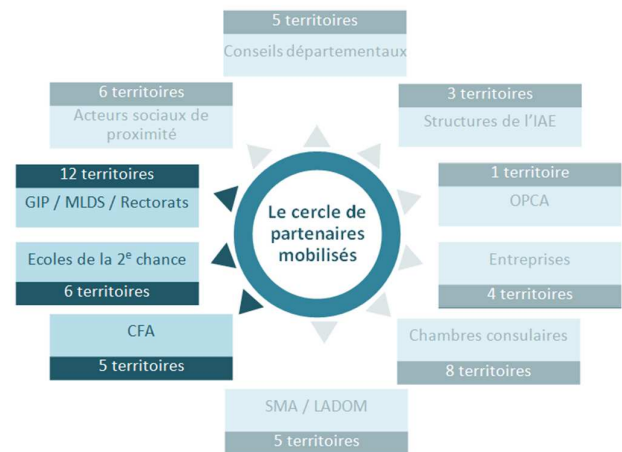 5 territoires
Conseils départementaux
6 territoires
Acteurs sociaux de
proximité
3 territoires
Structures de l'IAE
12 territoires
GIP / MLDS / Rectorats
1 territoire
OPCA
Le cercle de
partenaires
mobilisés
Ecoles de la 2e chance
6 territoires
Entreprises
4 territoires
CFA
5 territoires
Chambres consulaires
8 territoires
SMA / LADOM
5 territoires